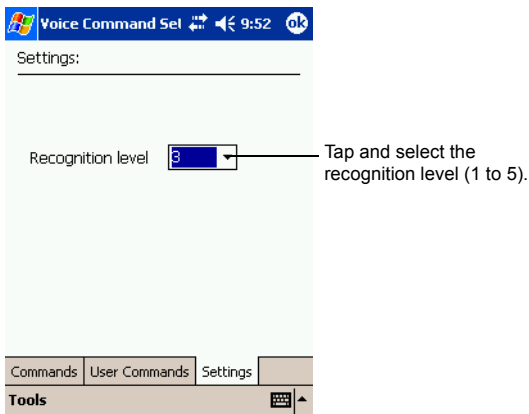 Voice Command Set 9:52 ok
Settings:
Recognition level 3
Tap and select the
recognition level (1 to 5).
Commands User Commands Settings
Tools